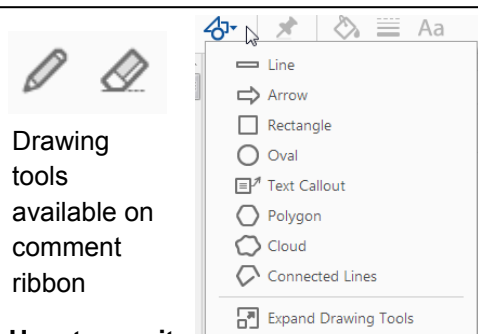 Aa
Line
Arrow
Rectangle
Oval
Text Callout
Polygon
Cloud
Connected Lines
Expand Drawing Tools
Drawing
tools
available on
comment
ribbon